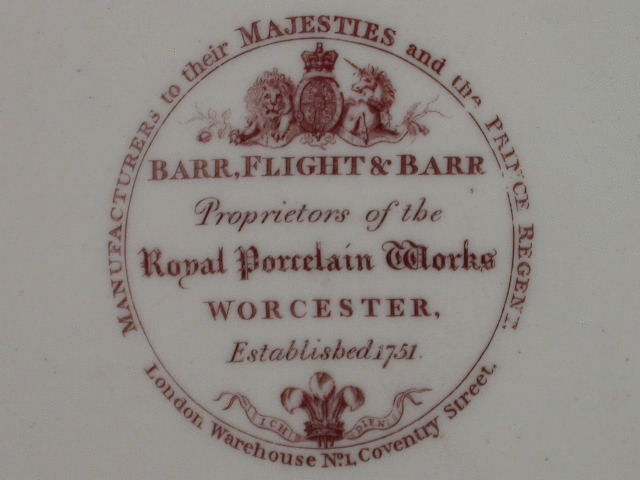 MANUFACTURERS to their MAJESTIES and the PRINCE REGENT.
BARR, FLIGHT & BARR
Proprietors of the
Royal Porcelain Works
WORCESTER,
Established 1751.
ICH DIEN
London Warehouse No. 1, Coventry Street.